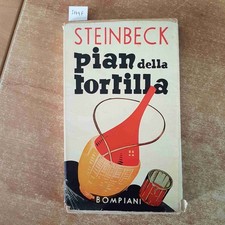 STEINBECK
pian della
tortilla
BOMPIANI